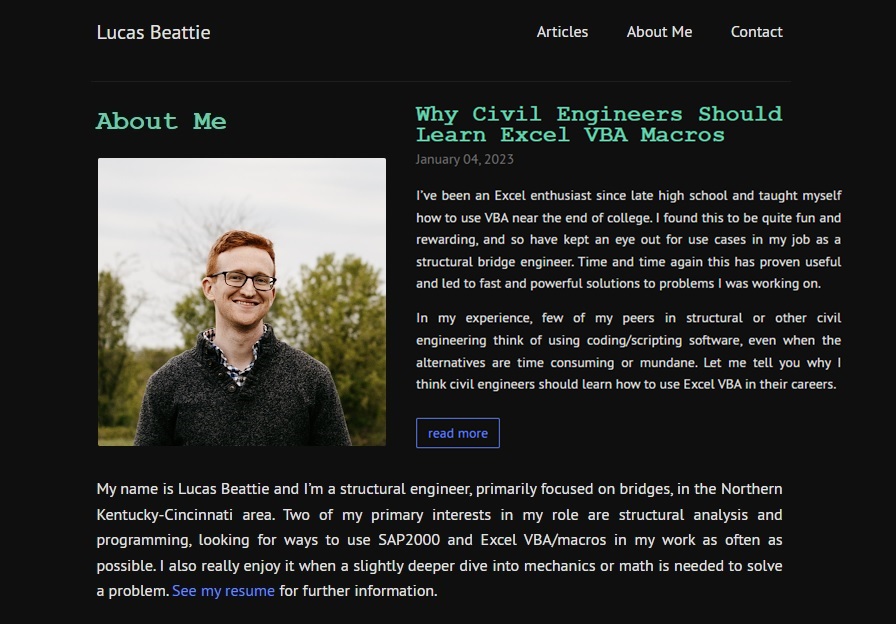 Lucas Beattie
Articles
About Me
Contact
About Me
Why Civil Engineers Should
Learn Excel VBA Macros
January 04, 2023
I've been an Excel enthusiast since late high school and taught myself
how to use VBA near the end of college. I found this to be quite fun and
rewarding, and so have kept an eye out for use cases in my job as a
structural bridge engineer. Time and time again this has proven useful
and led to fast and powerful solutions to problems I was working on.
In my experience, few of my peers in structural or other civil
engineering think of using coding/scripting software, even when the
alternatives are time consuming or mundane. Let me tell you why I
think civil engineers should learn how to use Excel VBA in their careers.
read more
My name is Lucas Beattie and I'm a structural engineer, primarily focused on bridges, in the Northern
Kentucky-Cincinnati area. Two of my primary interests in my role are structural analysis and
programming, looking for ways to use SAP2000 and Excel VBA/macros in my work as often as
possible. I also really enjoy it when a slightly deeper dive into mechanics or math is needed to solve
a problem. See my resume for further information.